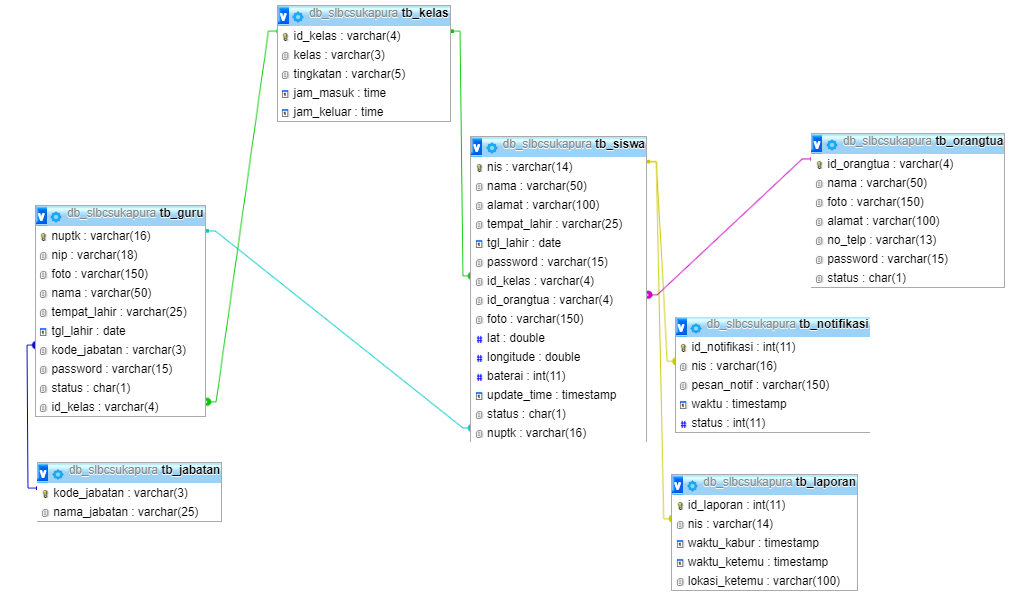 db_slbcsukapura tb_kelas
id_kelas : varchar(4)
kelas : varchar(3)
tingkatan : varchar(5)
jam_masuk : time
jam_keluar : time
db_slbcsukapura tb_siswa
nis : varchar(14)
nama : varchar(50)
alamat : varchar(100)
tempat_lahir : varchar(25)
tgl_lahir : date
password : varchar(15)
id_kelas : varchar(4)
id_orangtua : varchar(4)
foto : varchar(150)
lat : double
longitude : double
baterai : int(11)
update_time : timestamp
status : char(1)
nuptk : varchar(16)
db_slbcsukapura tb_orangtua
id_orangtua : varchar(4)
nama : varchar(50)
foto : varchar(150)
alamat : varchar(100)
no_telp : varchar(13)
password : varchar(15)
status : char(1)
db_slbcsukapura tb_guru
nuptk : varchar(16)
nip : varchar(18)
foto : varchar(150)
nama : varchar(50)
tempat_lahir : varchar(25)
tgl_lahir : date
kode_jabatan : varchar(3)
password : varchar(15)
status : char(1)
id_kelas : varchar(4)
db_slbcsukapura tb_notifikasi
id_notifikasi : int(11)
nis : varchar(16)
pesan_notif : varchar(150)
waktu : timestamp
status : int(11)
db_slbcsukapura tb_jabatan
kode_jabatan : varchar(3)
nama_jabatan : varchar(25)
db_slbcsukapura tb_laporan
id_laporan : int(11)
nis : varchar(14)
waktu_kabur : timestamp
waktu_ketemu : timestamp
lokasi_ketemu : varchar(100)